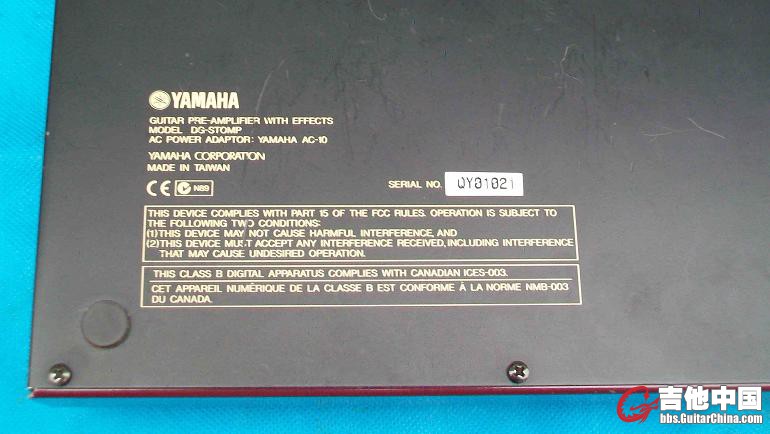 YAMAHA
GUITAR PRE-AMPLIFIER WITH EFFECTS
MODEL DG-STOMP
AC POWER ADAPTOR: YAMAHA AC-10
YAMAHA CORPORATION
MADE IN TAIWAN
CE N89
SERIAL NO. QY01021
THIS DEVICE COMPLIES WITH PART 15 OF THE FCC RULES. OPERATION IS SUBJECT TO
THE FOLLOWING TWO CONDITIONS:
(1)THIS DEVICE MAY NOT CAUSE HARMFUL INTERFERENCE, AND
(2)THIS DEVICE MUST ACCEPT ANY INTERFERENCE RECEIVED, INCLUDING INTERFERENCE
THAT MAY CAUSE UNDESIRED OPERATION.
THIS CLASS B DIGITAL APPARATUS COMPLIES WITH CANADIAN ICES-003.
CET APPAREIL NUMÉRIQUE DE LA CLASSE B EST CONFORME À LA NORME NMB-003
DU CANADA.
吉他中国
bbs.GuitarChina.com